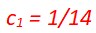 c₁ = 1/14